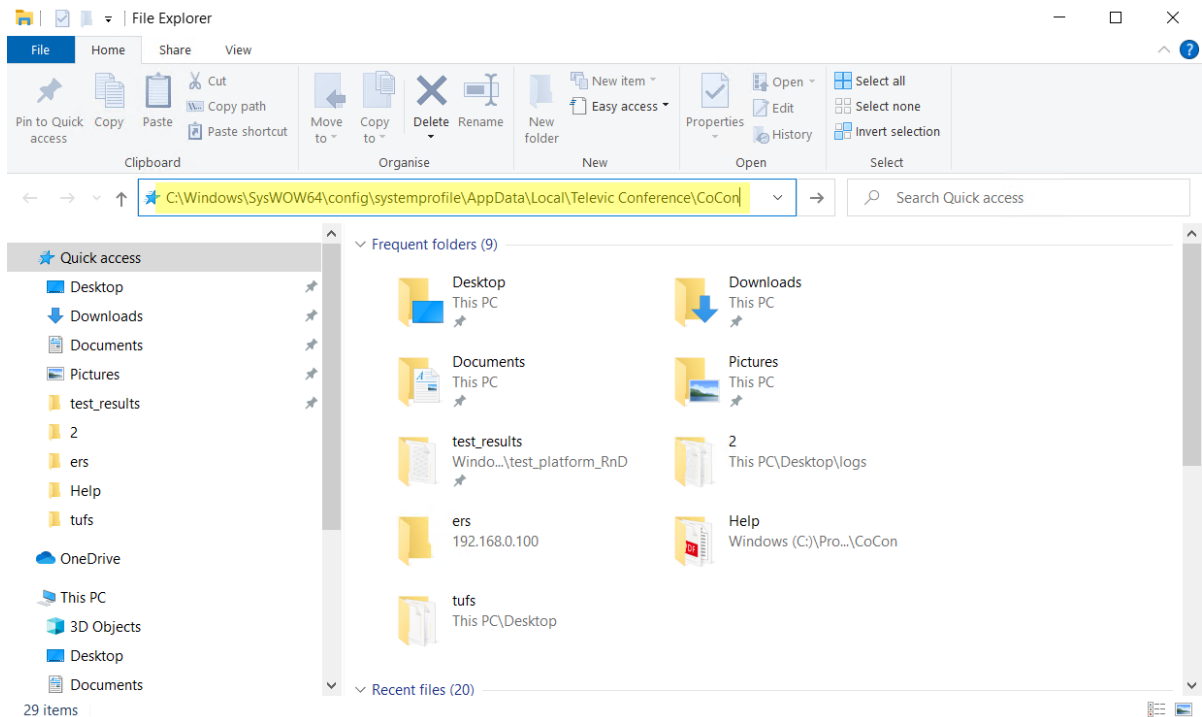 File Explorer
File Home Share View
Pin to Quick access
Copy
Paste
Cut
Copy path
Paste shortcut
Clipboard
Move to
Copy to
Delete
Rename
Organise
New folder
New item
Easy access
New
Properties
Open
Edit
History
Open
Select all
Select none
Invert selection
Select
C:\Windows\SysWOW64\config\systemprofile\AppData\Local\Televic Conference\CoCon
Search Quick access
Quick access
Desktop
Downloads
Documents
Pictures
test_results
2
ers
Help
tufs
OneDrive
This PC
3D Objects
Desktop
Documents
Frequent folders (9)
Desktop
This PC
Downloads
This PC
Documents
This PC
Pictures
This PC
test_results
Windo...\test_platform_RnD
2
This PC\Desktop\logs
ers
192.168.0.100
Help
Windows (C:)\Pro...\CoCon
tufs
This PC\Desktop
Recent files (20)
29 items